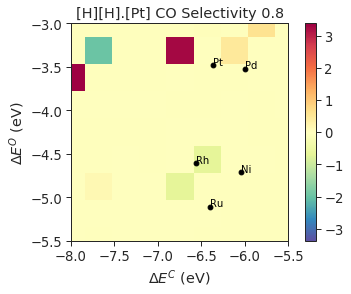 [H][H].[Pt] CO Selectivity 0.8
−3.0
−3.5
−4.0
−4.5
−5.0
−5.5
ΔE^O (eV)
Pt
Pd
Rh
Ni
Ru
−8.0 −7.5 −7.0 −6.5 −6.0 −5.5
ΔE^C (eV)
3
2
1
0
−1
−2
−3